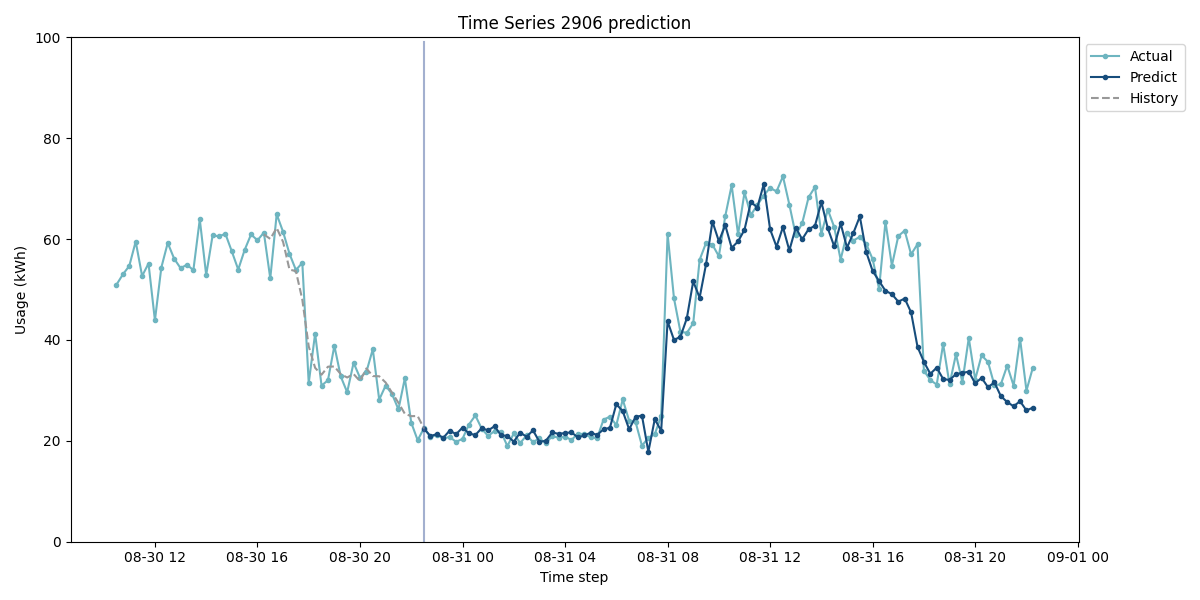 Time Series 2906 prediction
100
80
60
40
20
0
Usage (kWh)
08-30 12
08-30 16
08-30 20
08-31 00
08-31 04
08-31 08
08-31 12
08-31 16
08-31 20
09-01 00
Time step
Actual
Predict
History